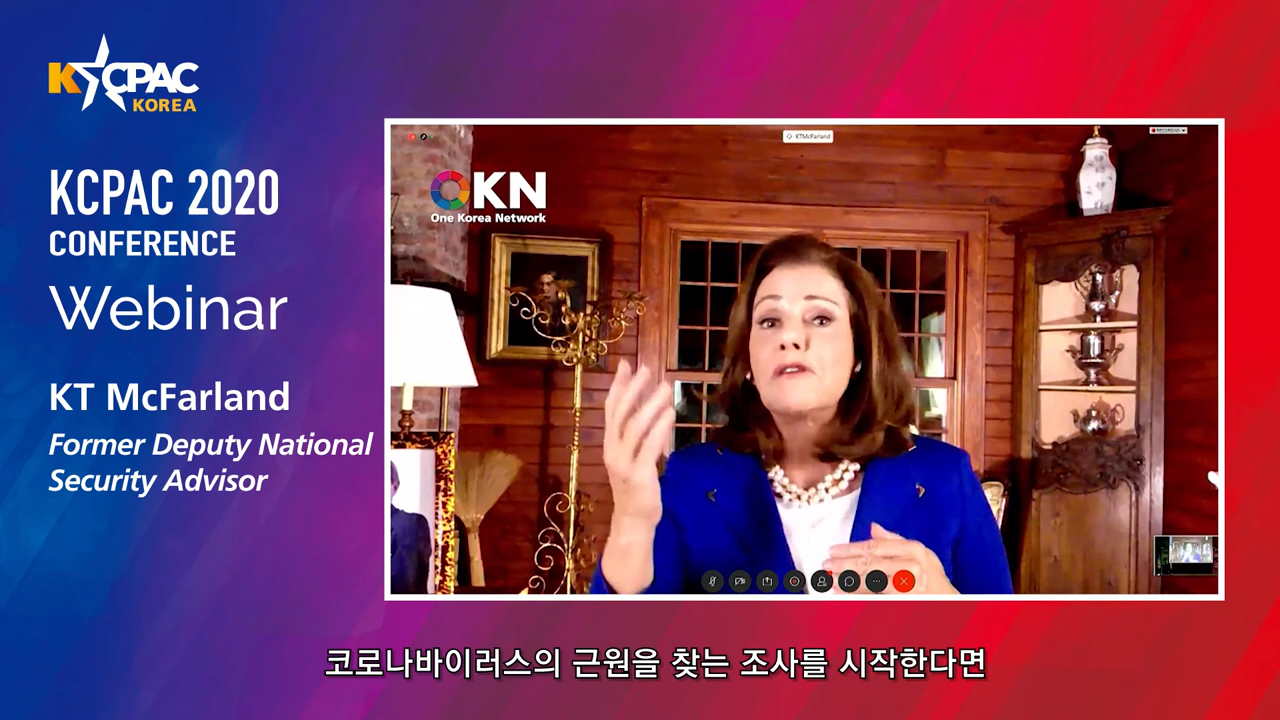 KCPAC
KOREA
KCPAC 2020
CONFERENCE
Webinar
KT McFarland
Former Deputy National
Security Advisor
KTMcFarland
OKN
One Korea Network
코로나바이러스의 근원을 찾는 조사를 시작한다면